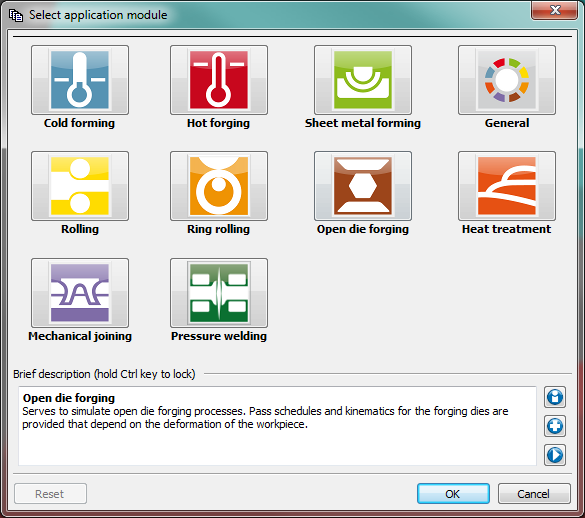 Select application module
Cold forming
Hot forging
Sheet metal forming
General
Rolling
Ring rolling
Open die forging
Heat treatment
Mechanical joining
Pressure welding
Brief description (hold Ctrl key to lock)
Open die forging
Serves to simulate open die forging processes. Pass schedules and kinematics for the forging dies are
provided that depend on the deformation of the workpiece.
Reset
OK
Cancel